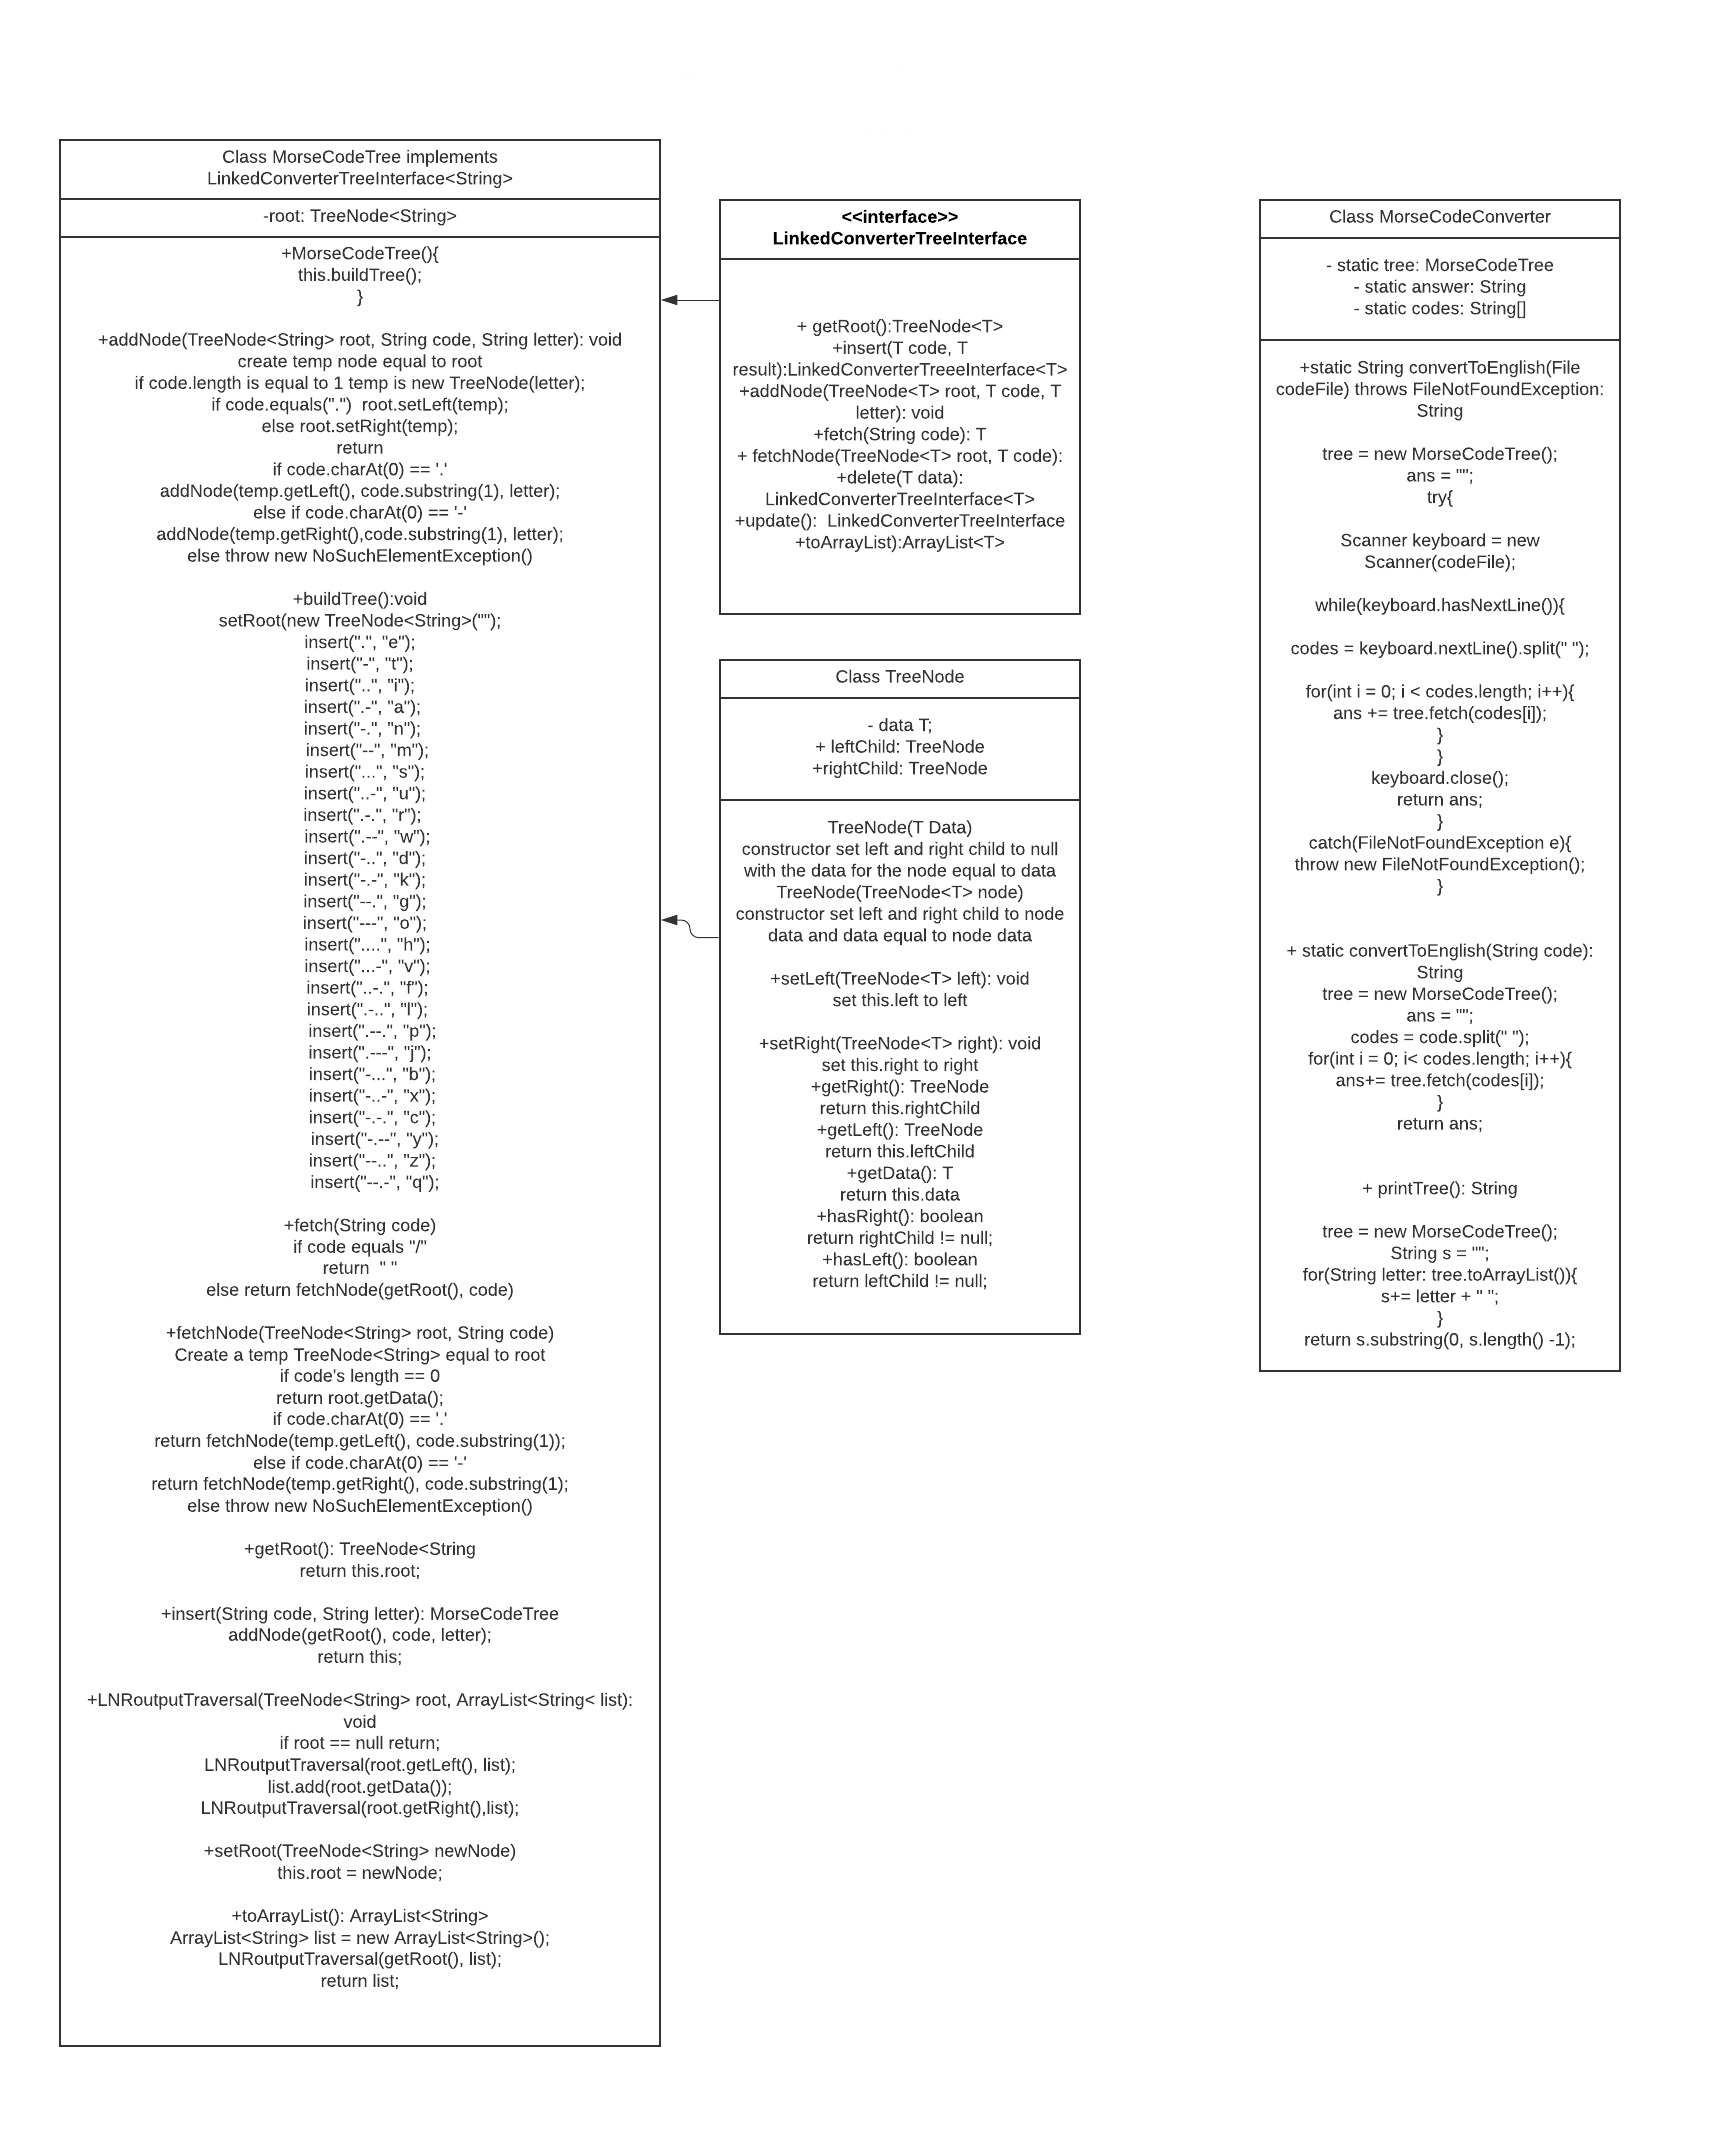 Class MorseCodeTree implements
LinkedConverterTreeInterface<String>
-root: TreeNode<String>
+MorseCodeTree(){
this.buildTree();
}
+addNode(TreeNode<String> root, String code, String letter): void
create temp node equal to root
if code.length is equal to 1 temp is new TreeNode(letter);
if code.equals(".")  root.setLeft(temp);
else root.setRight(temp);
return
if code.charAt(0) == '.'
addNode(temp.getLeft(), code.substring(1), letter);
else if code.charAt(0) == '-'
addNode(temp.getRight(),code.substring(1), letter);
else throw new NoSuchElementException()
+buildTree():void
setRoot(new TreeNode<String>("");
insert(".", "e");
insert("-", "t");
insert("..", "i");
insert(".-", "a");
insert("-.", "n");
insert("--", "m");
insert("...", "s");
insert("..-", "u");
insert(".-.", "r");
insert(".--", "w");
insert("-..", "d");
insert("-.-", "k");
insert("--.", "g");
insert("---", "o");
insert("....", "h");
insert("...-", "v");
insert("..-.", "f");
insert(".-..", "l");
insert(".--.", "p");
insert(".---", "j");
insert("-...", "b");
insert("-..-", "x");
insert("-.-.", "c");
insert("-.--", "y");
insert("--..", "z");
insert("--.-", "q");
+fetch(String code)
if code equals "/"
return  " "
else return fetchNode(getRoot(), code)
+fetchNode(TreeNode<String> root, String code)
Create a temp TreeNode<String> equal to root
if code's length == 0
return root.getData();
if code.charAt(0) == '.'
return fetchNode(temp.getLeft(), code.substring(1));
else if code.charAt(0) == '-'
return fetchNode(temp.getRight(), code.substring(1);
else throw new NoSuchElementException()
+getRoot(): TreeNode<String
return this.root;
+insert(String code, String letter): MorseCodeTree
addNode(getRoot(), code, letter);
return this;
+LNRoutputTraversal(TreeNode<String> root, ArrayList<String< list):
void
if root == null return;
LNRoutputTraversal(root.getLeft(), list);
list.add(root.getData());
LNRoutputTraversal(root.getRight(),list);
+setRoot(TreeNode<String> newNode)
this.root = newNode;
+toArrayList(): ArrayList<String>
ArrayList<String> list = new ArrayList<String>();
LNRoutputTraversal(getRoot(), list);
return list;
<<interface>>
LinkedConverterTreeInterface
+ getRoot():TreeNode<T>
+insert(T code, T
result):LinkedConverterTreeeInterface<T>
+addNode(TreeNode<T> root, T code, T
letter): void
+fetch(String code): T
+ fetchNode(TreeNode<T> root, T code):
+delete(T data):
LinkedConverterTreeInterface<T>
+update():  LinkedConverterTreeInterface
+toArrayList):ArrayList<T>
Class TreeNode
- data T;
+ leftChild: TreeNode
+rightChild: TreeNode
TreeNode(T Data)
constructor set left and right child to null
with the data for the node equal to data
TreeNode(TreeNode<T> node)
constructor set left and right child to node
data and data equal to node data
+setLeft(TreeNode<T> left): void
set this.left to left
+setRight(TreeNode<T> right): void
set this.right to right
+getRight(): TreeNode
return this.rightChild
+getLeft(): TreeNode
return this.leftChild
+getData(): T
return this.data
+hasRight(): boolean
return rightChild != null;
+hasLeft(): boolean
return leftChild != null;
Class MorseCodeConverter
- static tree: MorseCodeTree
- static answer: String
- static codes: String[]
+static String convertToEnglish(File
codeFile) throws FileNotFoundException:
String
tree = new MorseCodeTree();
ans = "";
try{
Scanner keyboard = new
Scanner(codeFile);
while(keyboard.hasNextLine()){
codes = keyboard.nextLine().split(" ");
for(int i = 0; i < codes.length; i++){
ans += tree.fetch(codes[i]);
}
}
keyboard.close();
return ans;
}
catch(FileNotFoundException e){
throw new FileNotFoundException();
}
+ static convertToEnglish(String code):
String
tree = new MorseCodeTree();
ans = "";
codes = code.split(" ");
for(int i = 0; i< codes.length; i++){
ans+= tree.fetch(codes[i]);
}
return ans;
+ printTree(): String
tree = new MorseCodeTree();
String s = "";
for(String letter: tree.toArrayList()){
s+= letter + " ";
}
return s.substring(0, s.length() -1);